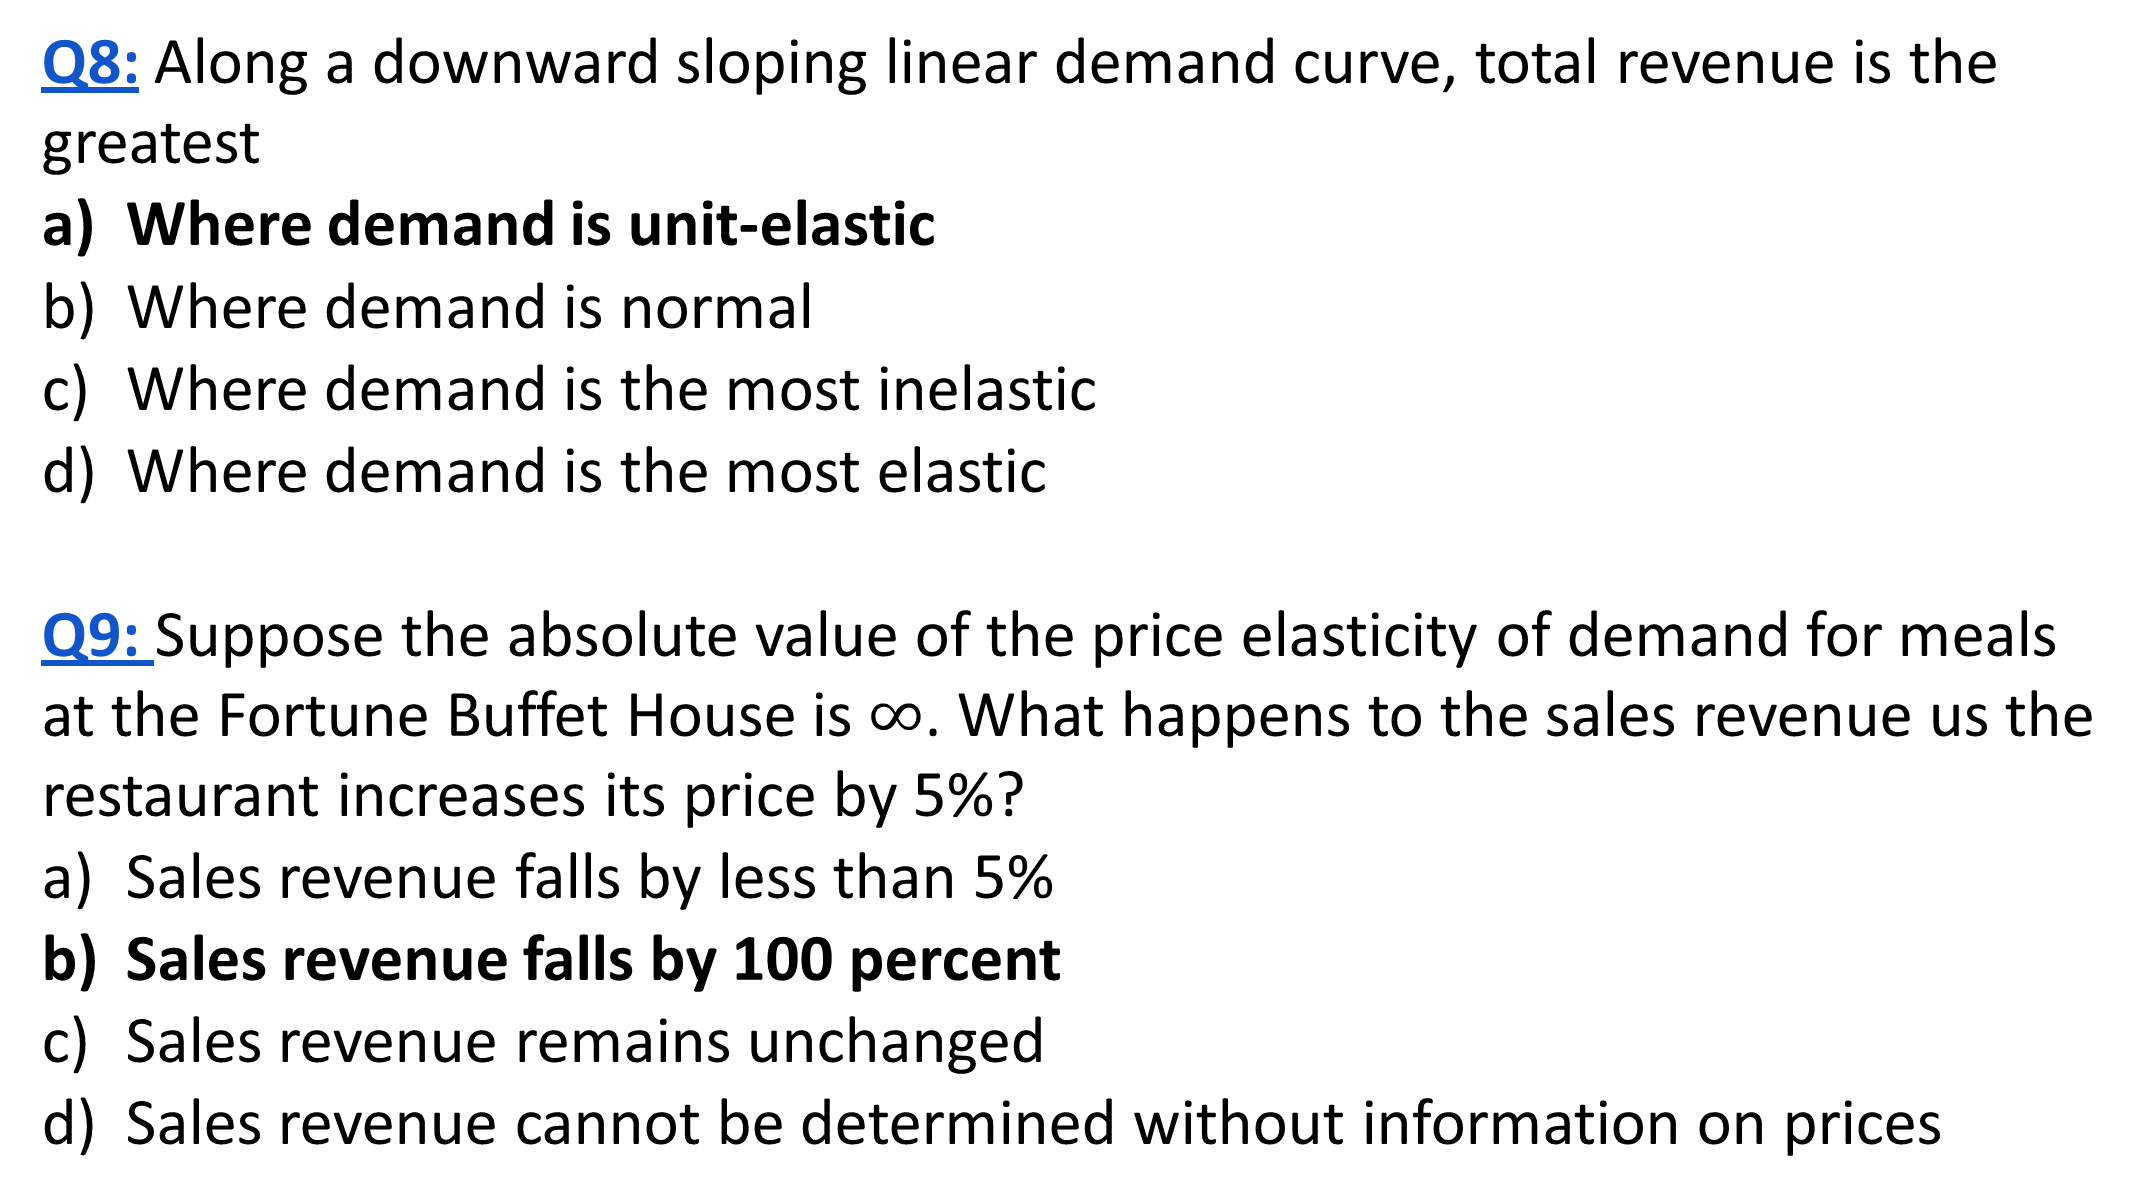 Q8: Along a downward sloping linear demand curve, total revenue is the
greatest
a) Where demand is unit-elastic
b) Where demand is normal
c) Where demand is the most inelastic
d) Where demand is the most elastic
Q9: Suppose the absolute value of the price elasticity of demand for meals
at the Fortune Buffet House is ∞. What happens to the sales revenue us the
restaurant increases its price by 5%?
a) Sales revenue falls by less than 5%
b) Sales revenue falls by 100 percent
c) Sales revenue remains unchanged
d) Sales revenue cannot be determined without information on prices